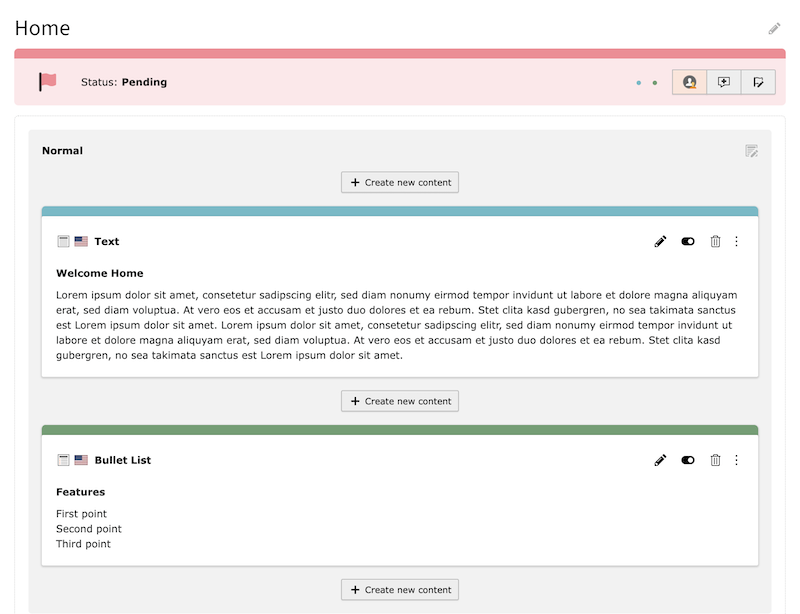 Home
Status: Pending
Normal
Create new content
Text
Welcome Home
Lorem ipsum dolor sit amet, consetetur sadipscing elitr, sed diam nonumy eirmod tempor invidunt ut labore et dolore magna aliquyam
erat, sed diam voluptua. At vero eos et accusam et justo duo dolores et ea rebum. Stet clita kasd gubergren, no sea takimata sanctus
est Lorem ipsum dolor sit amet. Lorem ipsum dolor sit amet, consetetur sadipscing elitr, sed diam nonumy eirmod tempor invidunt ut
labore et dolore magna aliquyam erat, sed diam voluptua. At vero eos et accusam et justo duo dolores et ea rebum. Stet clita kasd
gubergren, no sea takimata sanctus est Lorem ipsum dolor sit amet.
Create new content
Bullet List
Features
First point
Second point
Third point
Create new content